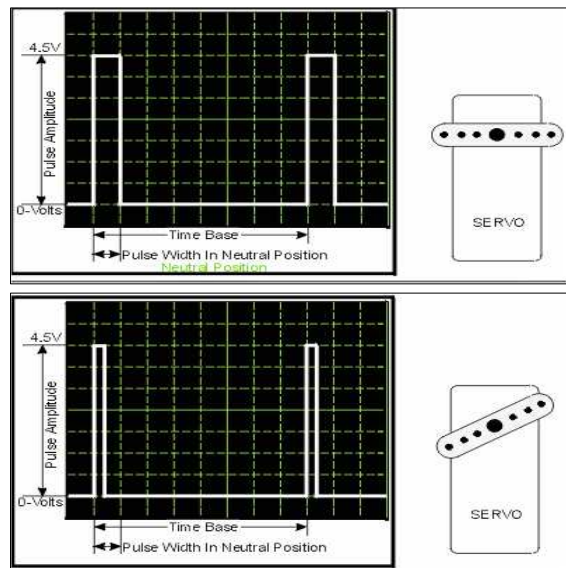 4.5V
Pulse Amplitude
0-Volts
Time Base
Pulse Width In Neutral Position
Neutral Position
SERVO
4.5V
Pulse Amplitude
0-Volts
Time Base
Pulse Width In Neutral Position
SERVO